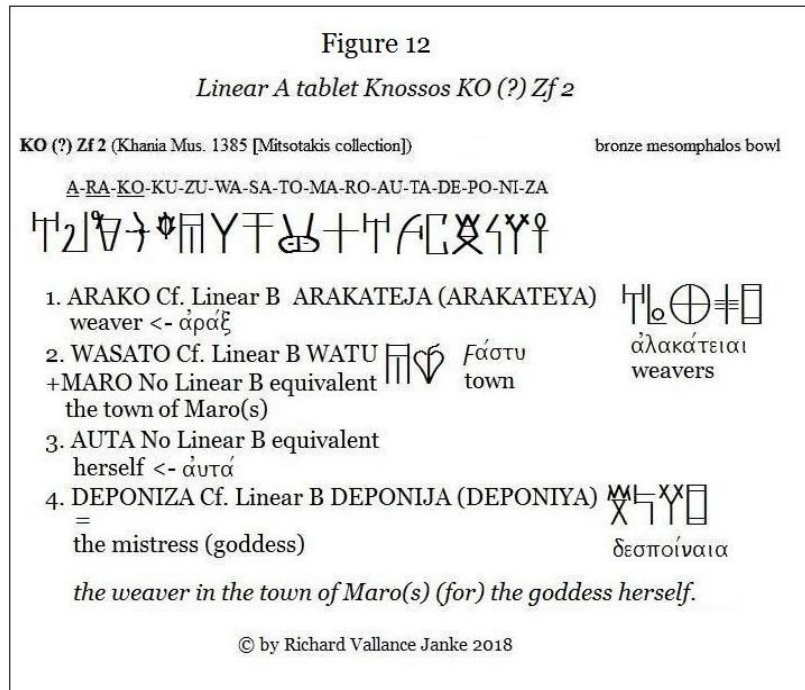 Figure 12
Linear A tablet Knossos KO (?) Zf 2
KO (?) Zf 2 (Khania Mus. 1385 [Mitsotakis collection]) bronze mesomphalos bowl
A-RA-KO-KU-ZU-WA-SA-TO-MA-RO-AU-TA-DE-PO-NI-ZA
1. ARAKO Cf. Linear B ARAKATEJA (ARAKATEYA)
weaver <- ἀράξ
ἀλακάτειαι
weavers
2. WASATO Cf. Linear B WATU ϝάστυ
+MARO No Linear B equivalent town
the town of Maro(s)
3. AUTA No Linear B equivalent
herself <- ἀυτά
4. DEPONIZA Cf. Linear B DEPONIJA (DEPONIYA)
=
the mistress (goddess)
δεσποίναια
the weaver in the town of Maro(s) (for) the goddess herself.
© by Richard Vallance Janke 2018